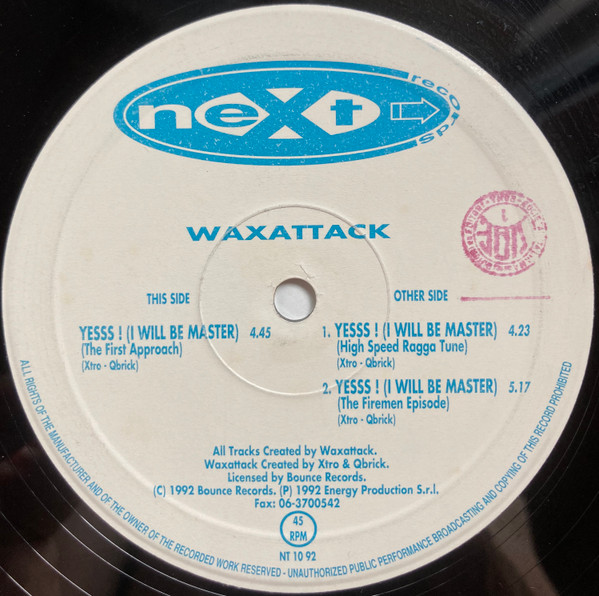 next
records
WAXATTACK
THIS SIDE
YESSS ! (I WILL BE MASTER) 4.45
(The First Approach)
(Xtro - Qbrick)
OTHER SIDE
1. YESSS ! (I WILL BE MASTER) 4.23
(High Speed Ragga Tune)
(Xtro - Qbrick)
2. YESSS ! (I WILL BE MASTER) 5.17
(The Firemen Episode)
(Xtro - Qbrick)
All Tracks Created by Waxattack.
Waxattack Created by Xtro & Qbrick.
Licensed by Bounce Records.
(C) 1992 Bounce Records. (P) 1992 Energy Production S.r.l.
Fax: 06-3700542
45
RPM
NT 10 92
ALL RIGHTS OF THE MANUFACTURER AND OF THE OWNER OF THE RECORDED WORK RESERVED - UNAUTHORIZED PUBLIC PERFORMANCE BROADCASTING AND COPYING OF THIS RECORD PROHIBITED